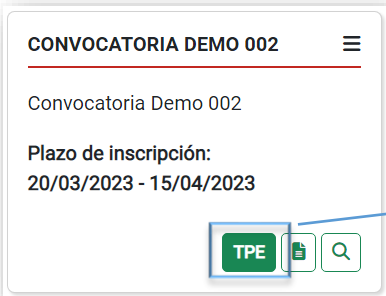 CONVOCATORIA DEMO 002
Convocatoria Demo 002
Plazo de inscripción:
20/03/2023 - 15/04/2023
TPE